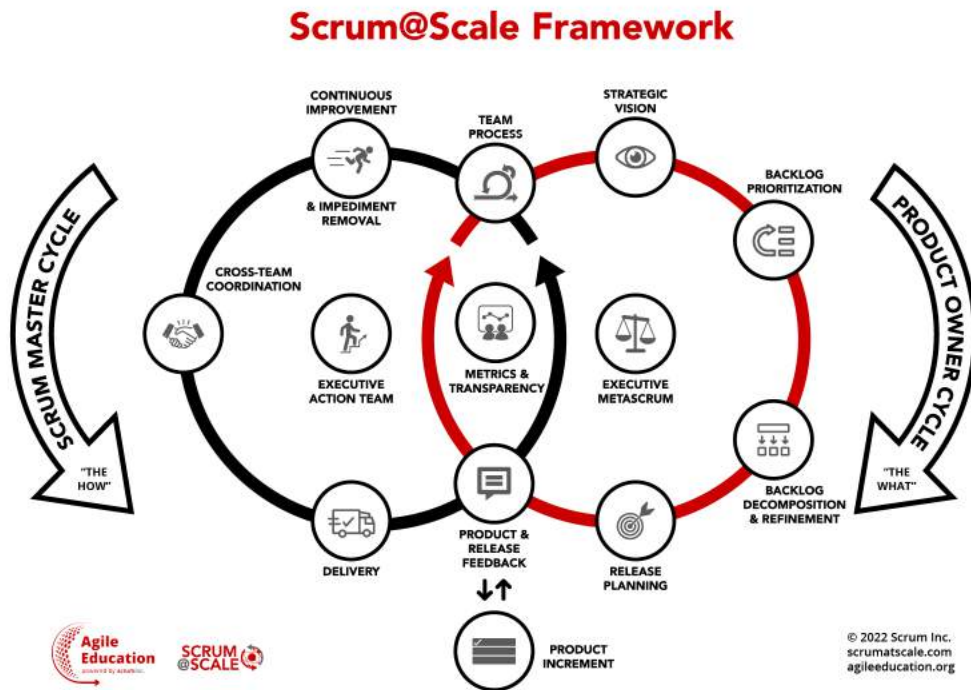 Scrum@Scale Framework
CONTINUOUS
IMPROVEMENT
& IMPEDIMENT
REMOVAL
TEAM
PROCESS
STRATEGIC
VISION
BACKLOG
PRIORITIZATION
SCRUM MASTER CYCLE
"THE
HOW"
PRODUCT OWNER CYCLE
"THE
WHAT"
CROSS-TEAM
COORDINATION
EXECUTIVE
ACTION TEAM
METRICS &
TRANSPARENCY
EXECUTIVE
METASCRUM
BACKLOG
DECOMPOSITION
& REFINEMENT
DELIVERY
PRODUCT &
RELEASE
FEEDBACK
RELEASE
PLANNING
PRODUCT
INCREMENT
Agile
Education
SCRUM
@SCALE
© 2022 Scrum Inc.
scrumatscale.com
agileeducation.org